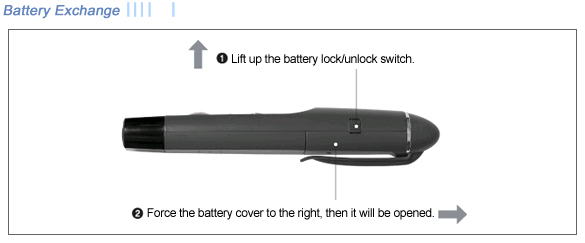 Battery Exchange
❶ Lift up the battery lock/unlock switch.
❷ Force the battery cover to the right, then it will be opened.